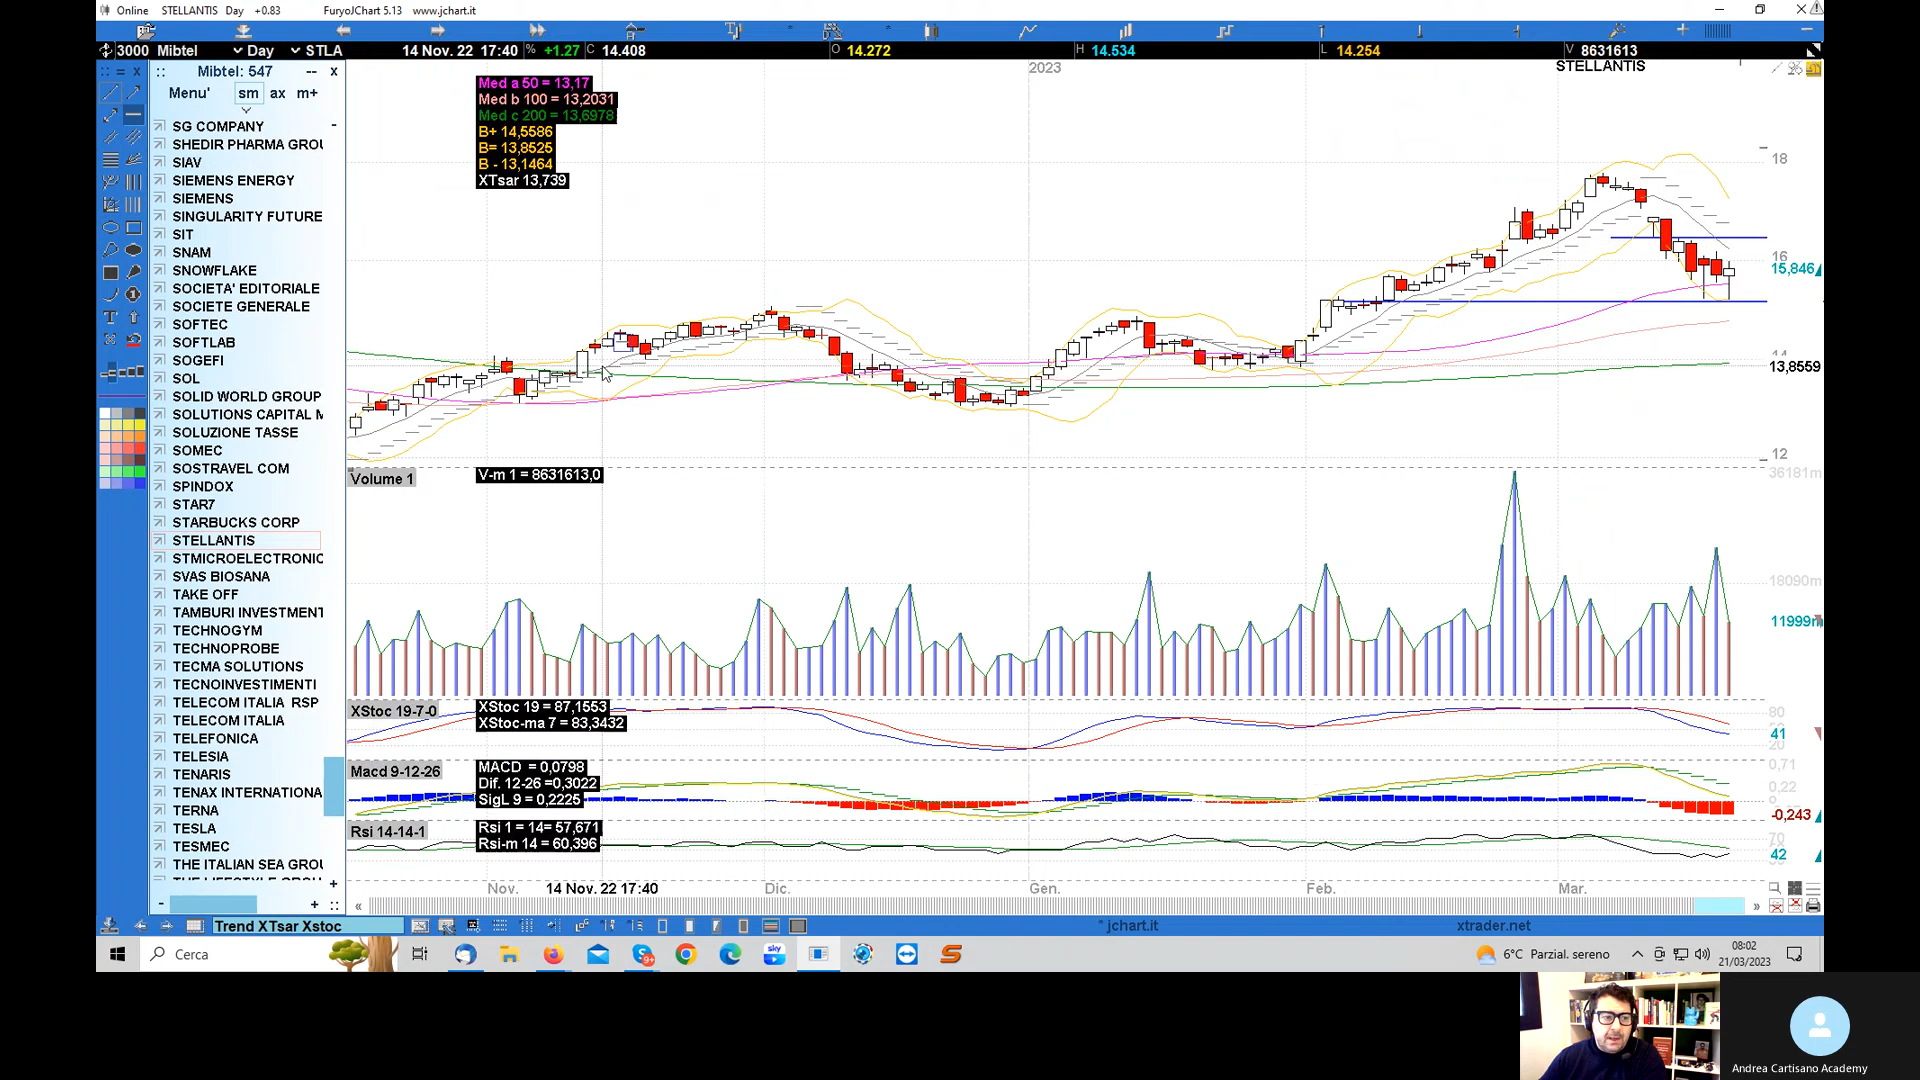 Online STELLANTIS Day +0.83 FuryoJChart 5.13 www.jchart.it
3000 Mibtel Day STLA 14 Nov. 22 17:40 % +1.27 C 14.408 O 14.272 H 14.534 L 14.254 V 8631613
STELLANTIS
2023
Mibtel: 547 -- x
Menu' sm ax m+
SG COMPANY
SHEDIR PHARMA GROU
SIAV
SIEMENS ENERGY
SIEMENS
SINGULARITY FUTURE
SIT
SNAM
SNOWFLAKE
SOCIETA' EDITORIALE
SOCIETE GENERALE
SOFTEC
SOFTLAB
SOGEFI
SOL
SOLID WORLD GROUP
SOLUTIONS CAPITAL M
SOLUZIONE TASSE
SOMEC
SOSTRAVEL COM
SPINDOX
STAR7
STARBUCKS CORP
STELLANTIS
STMICROELECTRONIC
SVAS BIOSANA
TAKE OFF
TAMBURI INVESTMENT
TECHNOGYM
TECHNOPROBE
TECMA SOLUTIONS
TECNOINVESTIMENTI
TELECOM ITALIA RSP
TELECOM ITALIA
TELEFONICA
TELESIA
TENARIS
TENAX INTERNATIONA
TERNA
TESLA
TESMEC
THE ITALIAN SEA GROU
Med a 50 = 13,17
Med b 100 = 13,2031
Med c 200 = 13,6978
B+ 14,5586
B= 13,8525
B - 13,1464
XTsar 13,739
18
16
15,846
14
13,8559
12
Volume 1
V-m 1 = 8631613,0
36181m
18090m
11999m
XStoc 19-7-0
XStoc 19 = 87,1553
XStoc-ma 7 = 83,3432
80
41
20
Macd 9-12-26
MACD = 0,0798
Dif. 12-26 =0,3022
SigL 9 = 0,2225
0,71
0,22
-0,243
Rsi 14-14-1
Rsi 1 = 14= 57,671
Rsi-m 14 = 60,396
70
42
Nov. 14 Nov. 22 17:40 Dic. Gen. Feb. Mar.
Trend XTsar Xstoc
* jchart.it
xtrader.net
Cerca
sky
9+
6°C Parzial. sereno
08:02
21/03/2023
Andrea Cartisano Academy